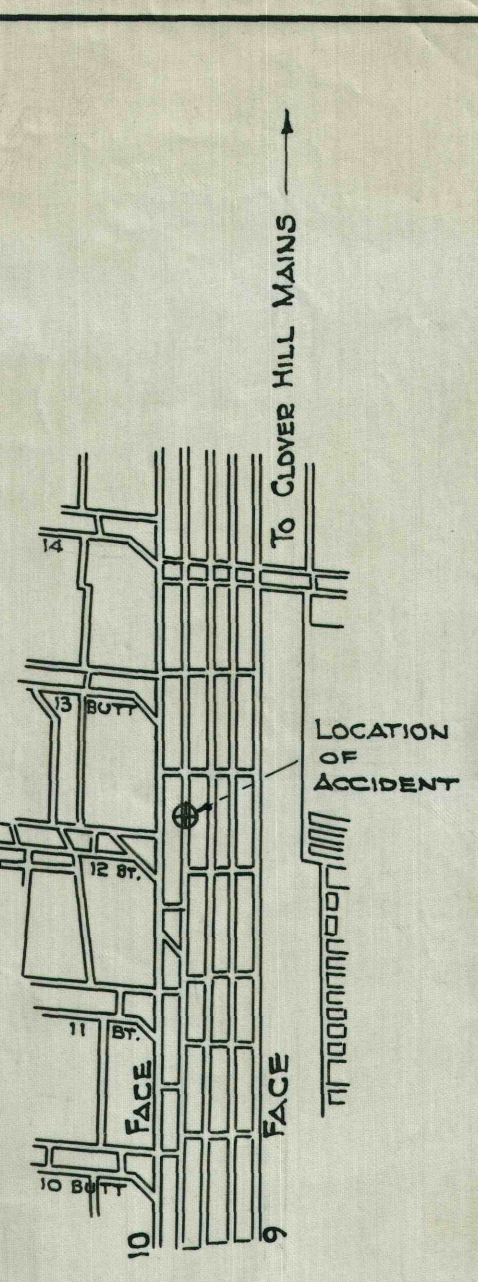 To CLOVER HILL MAINS
14
13 BUTT
LOCATION
OF
ACCIDENT
12 BT.
11 BT.
10 FACE
9 FACE
10 BUTT